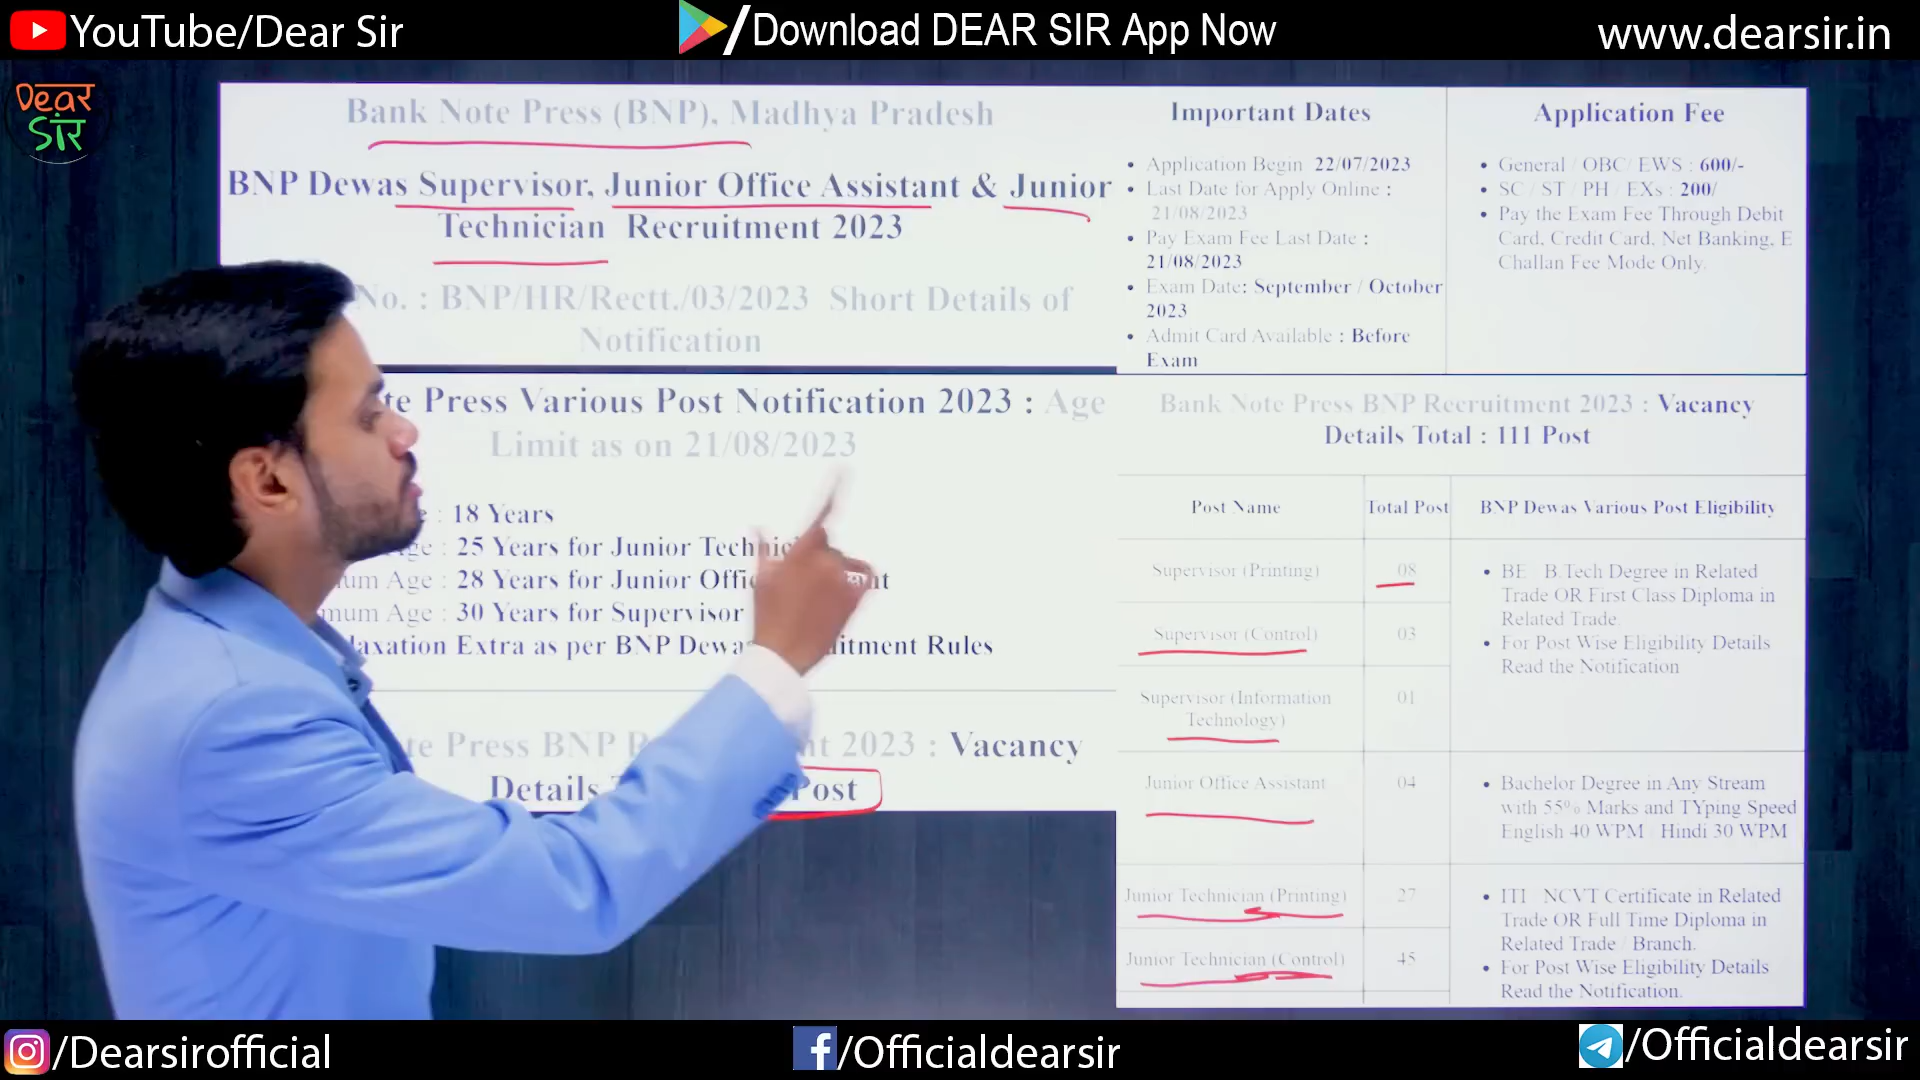 YouTube/Dear Sir
/Download DEAR SIR App Now
www.dearsir.in
Dear
Sir
Bank Note Press (BNP), Madhya Pradesh
BNP Dewas Supervisor, Junior Office Assistant & Junior
Technician Recruitment 2023
No. : BNP/HR/Rectt./03/2023 Short Details of
Notification
Press Various Post Notification 2023 : Age
Limit as on 21/08/2023
: 18 Years
: 25 Years for Junior
Age : 28 Years for Junior
Age : 30 Years for Supervisor
Extra as per BNP Rules
Press BNP 2023 : Vacancy
Details Post
Important Dates
• Application Begin 22/07/2023
• Last Date for Apply Online :
21/08/2023
• Pay Exam Fee Last Date :
21/08/2023
• Exam Date: September / October
2023
• Admit Card Available : Before
Exam
Application Fee
• General / OBC/ EWS : 600/-
• SC / ST / PH / EXs : 200/
• Pay the Exam Fee Through Debit
Card, Credit Card, Net Banking, E
Challan Fee Mode Only.
Bank Note Press BNP Recruitment 2023 : Vacancy
Details Total : 111 Post
Post Name Total Post BNP Dewas Various Post Eligibility
Supervisor (Printing) 08
Supervisor (Control) 03
Supervisor (Information
Technology) 01
• BE B.Tech Degree in Related
Trade OR First Class Diploma in
Related Trade.
• For Post Wise Eligibility Details
Read the Notification
Junior Office Assistant 04
• Bachelor Degree in Any Stream
with 55% Marks and TYping Speed
English 40 WPM / Hindi 30 WPM
Junior Technician (Printing) 27
Junior Technician (Control) 45
• ITI NCVT Certificate in Related
Trade OR Full Time Diploma in
Related Trade / Branch.
• For Post Wise Eligibility Details
Read the Notification.
/Dearsirofficial
/Officialdearsir
/Officialdearsir